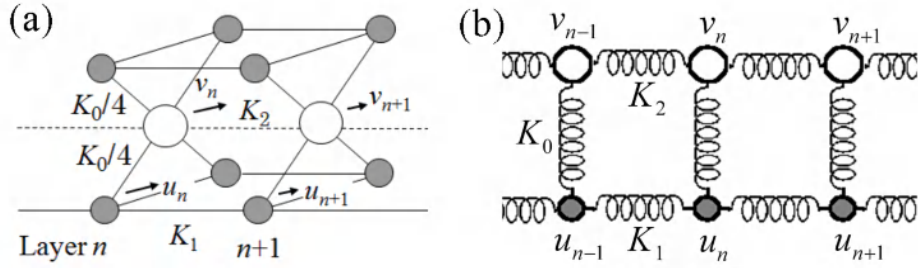 (a)
v_n
K_0/4
K_2
v_{n+1}
K_0/4
u_n
u_{n+1}
Layer n
K_1
n+1
(b)
v_{n-1}
v_n
v_{n+1}
K_2
K_0
u_{n-1}
K_1
u_n
u_{n+1}